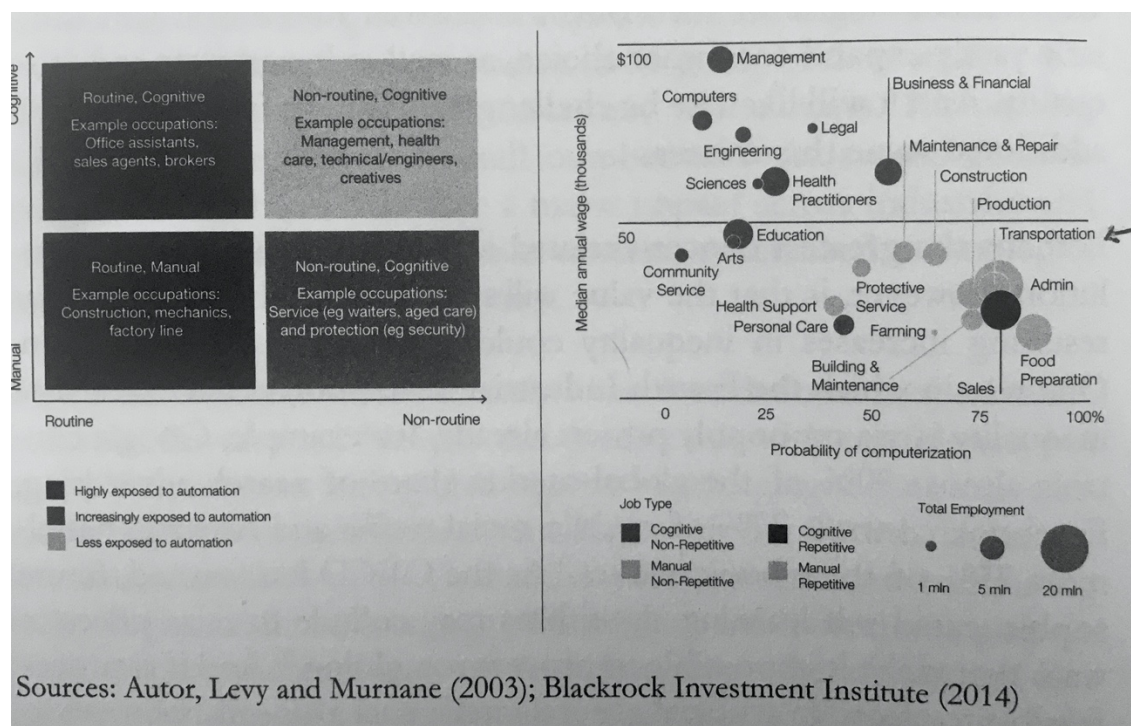 Cognitive
Manual
Routine, Cognitive
Example occupations:
Office assistants,
sales agents, brokers
Non-routine, Cognitive
Example occupations:
Management, health
care, technical/engineers,
creatives
Routine, Manual
Example occupations:
Construction, mechanics,
factory line
Non-routine, Cognitive
Example occupations:
Service (eg waiters, aged care)
and protection (eg security)
Routine
Non-routine
Highly exposed to automation
Increasingly exposed to automation
Less exposed to automation
Median annual wage (thousands)
$100
50
Management
Computers
Business & Financial
Legal
Engineering
Maintenance & Repair
Sciences
Health
Practitioners
Construction
Production
Education
Transportation
Arts
Community
Service
Protective
Service
Admin
Health Support
Personal Care
Farming
Building &
Maintenance
Sales
Food
Preparation
0
25
50
75
100%
Probability of computerization
Job Type
Cognitive
Non-Repetitive
Cognitive
Repetitive
Manual
Non-Repetitive
Manual
Repetitive
Total Employment
1 mln
5 mln
20 mln
Sources: Autor, Levy and Murnane (2003); Blackrock Investment Institute (2014)